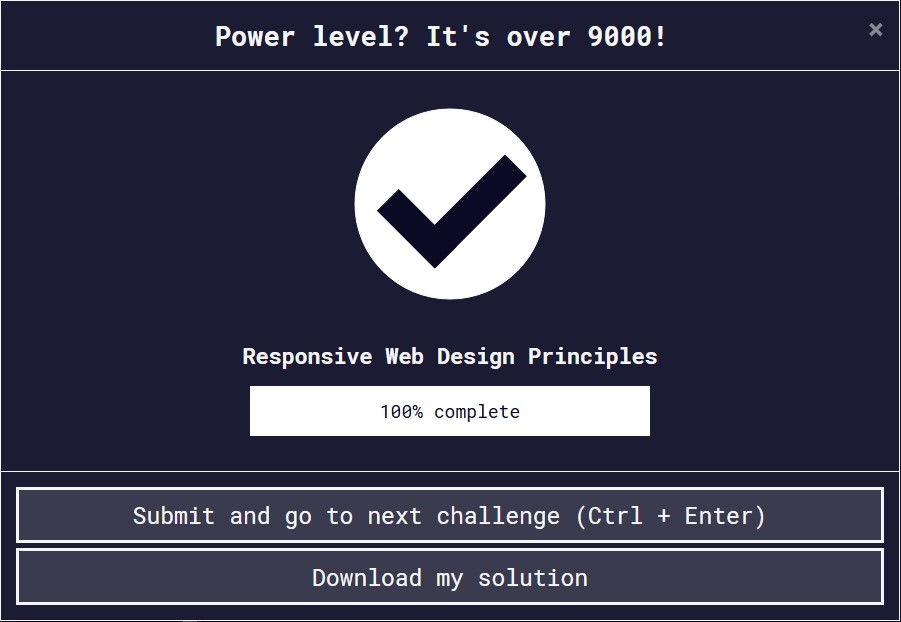 Power level? It's over 9000!
×
Responsive Web Design Principles
100% complete
Submit and go to next challenge (Ctrl + Enter)
Download my solution